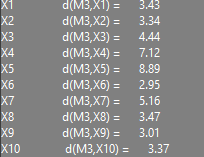 X1 d(M3,X1) = 3.43
X2 d(M3,X2) = 3.34
X3 d(M3,X3) = 4.44
X4 d(M3,X4) = 7.12
X5 d(M3,X5) = 8.89
X6 d(M3,X6) = 2.95
X7 d(M3,X7) = 5.16
X8 d(M3,X8) = 3.47
X9 d(M3,X9) = 3.01
X10 d(M3,X10) = 3.37